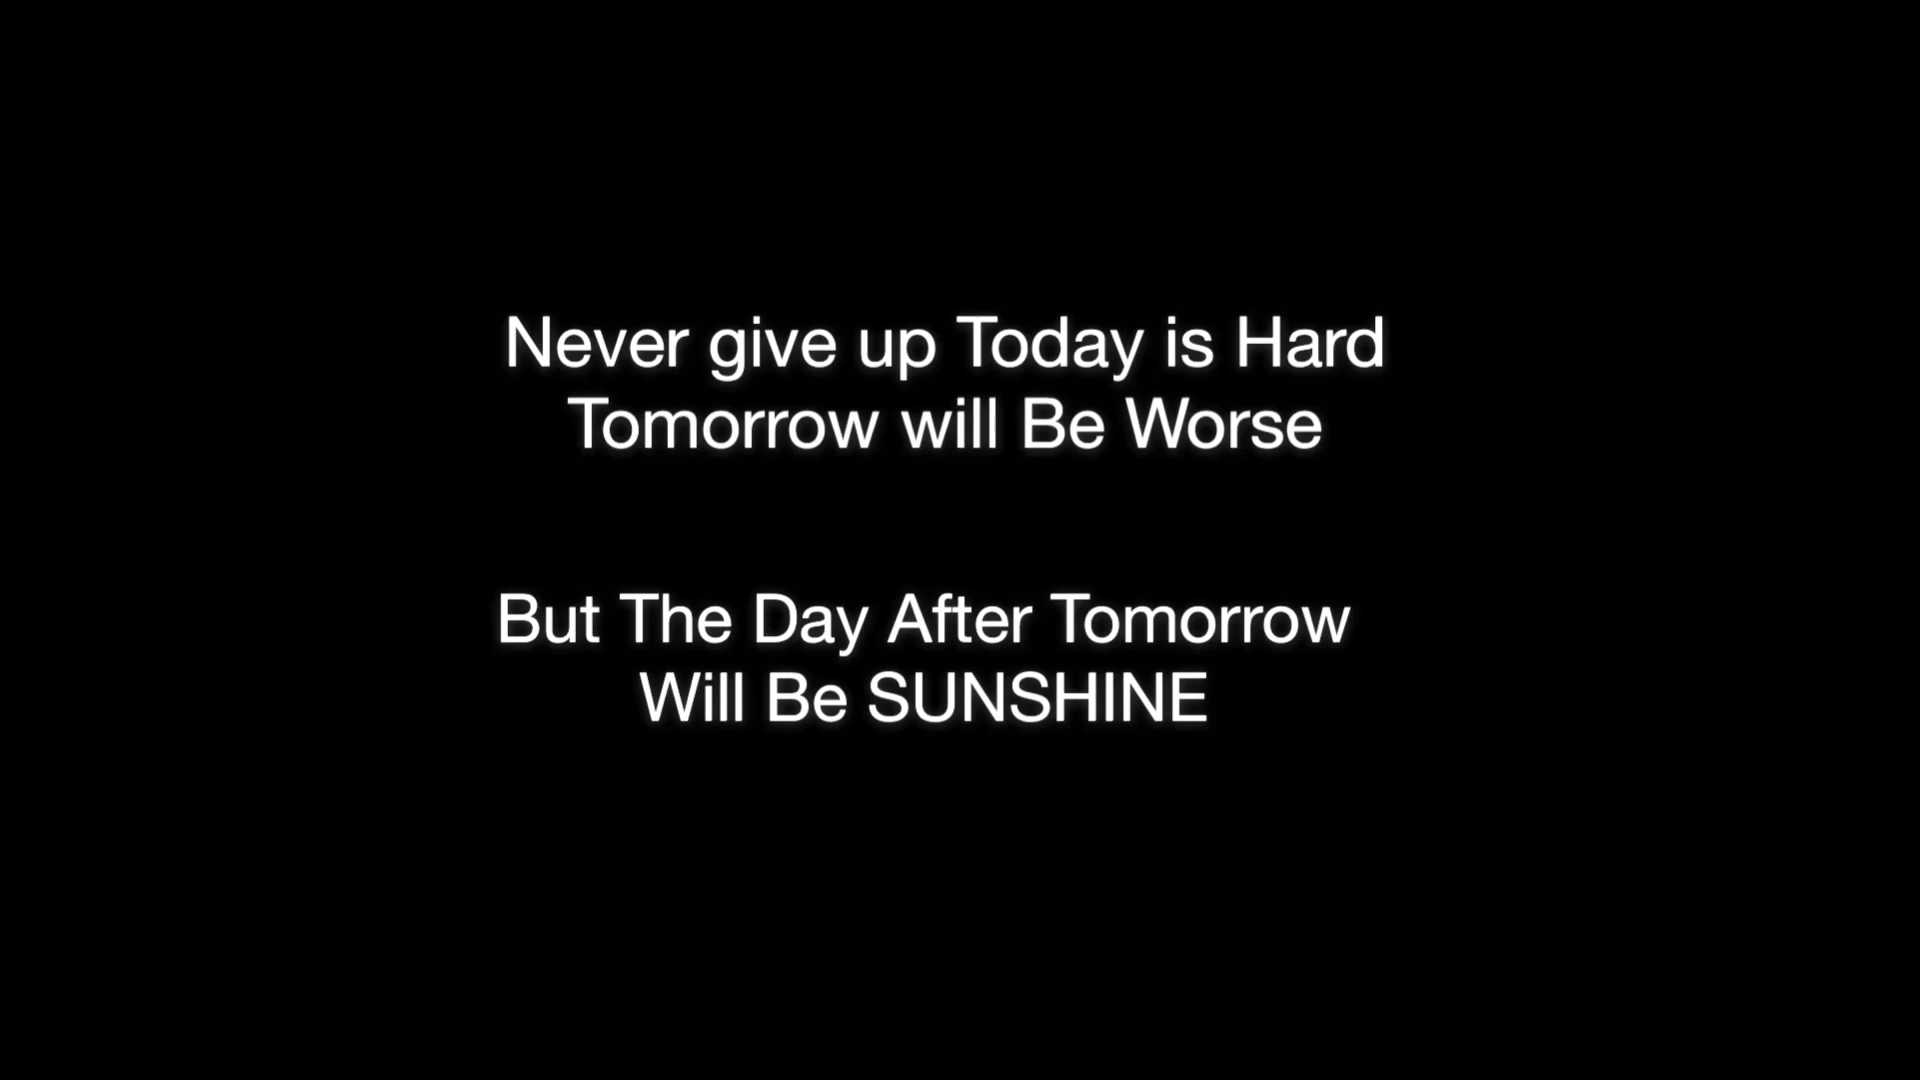 Never give up Today is Hard
Tomorrow will Be Worse
But The Day After Tomorrow
Will Be SUNSHINE